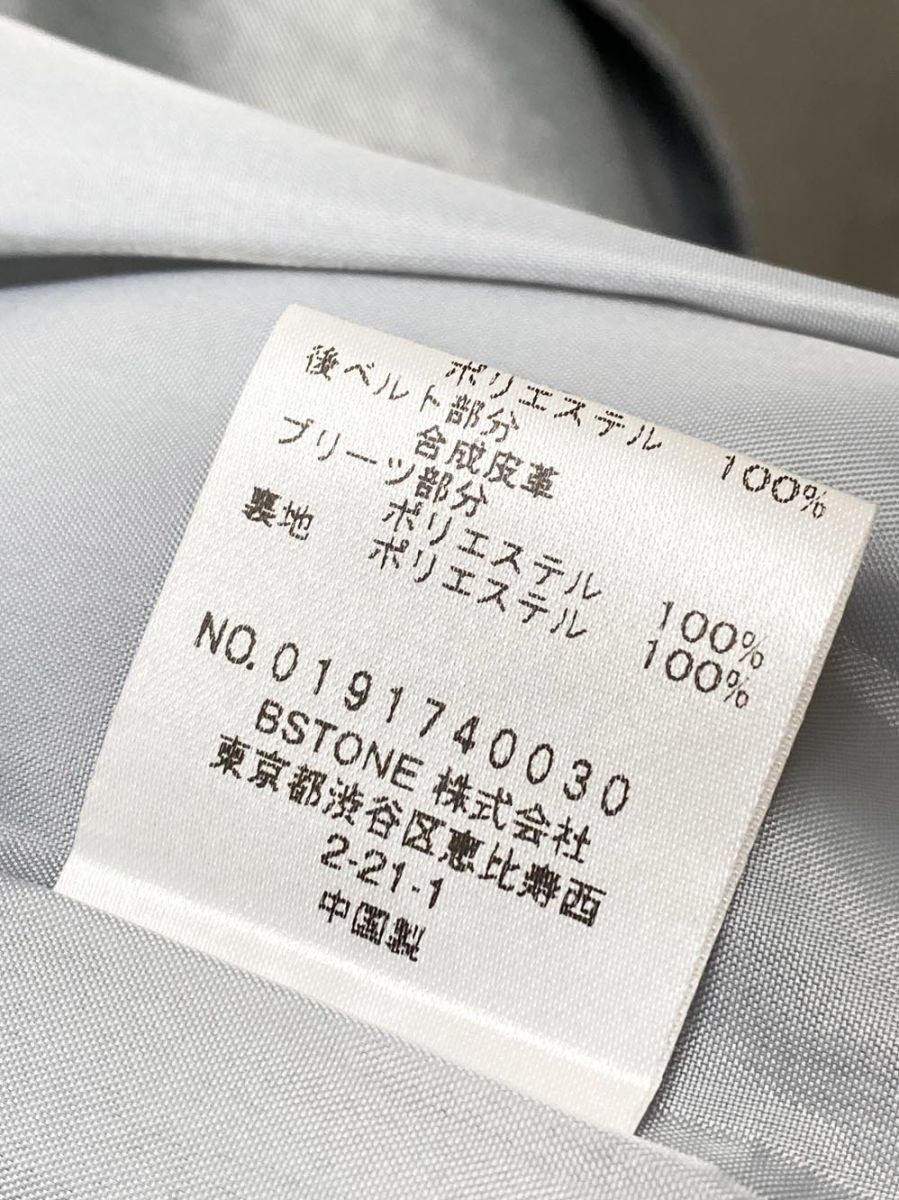 ポリエステル 100%
後ベルト部分
合成皮革
プリーツ部分
ポリエステル 100%
裏地 ポリエステル 100%
NO.0191740030
BSTONE 株式会社
東京都渋谷区恵比寿西
2-21-1
中国製